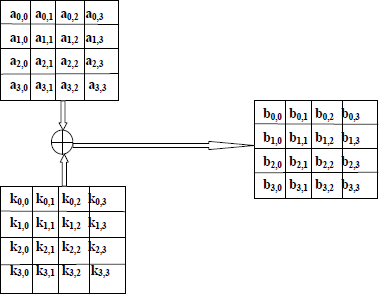 a0,0 a0,1 a0,2 a0,3
a1,0 a1,1 a1,2 a1,3
a2,0 a2,1 a2,2 a2,3
a3,0 a3,1 a3,2 a3,3
b0,0 b0,1 b0,2 b0,3
b1,0 b1,1 b1,2 b1,3
b2,0 b2,1 b2,2 b2,3
b3,0 b3,1 b3,2 b3,3
k0,0 k0,1 k0,2 k0,3
k1,0 k1,1 k1,2 k1,3
k2,0 k2,1 k2,2 k2,3
k3,0 k3,1 k3,2 k3,3